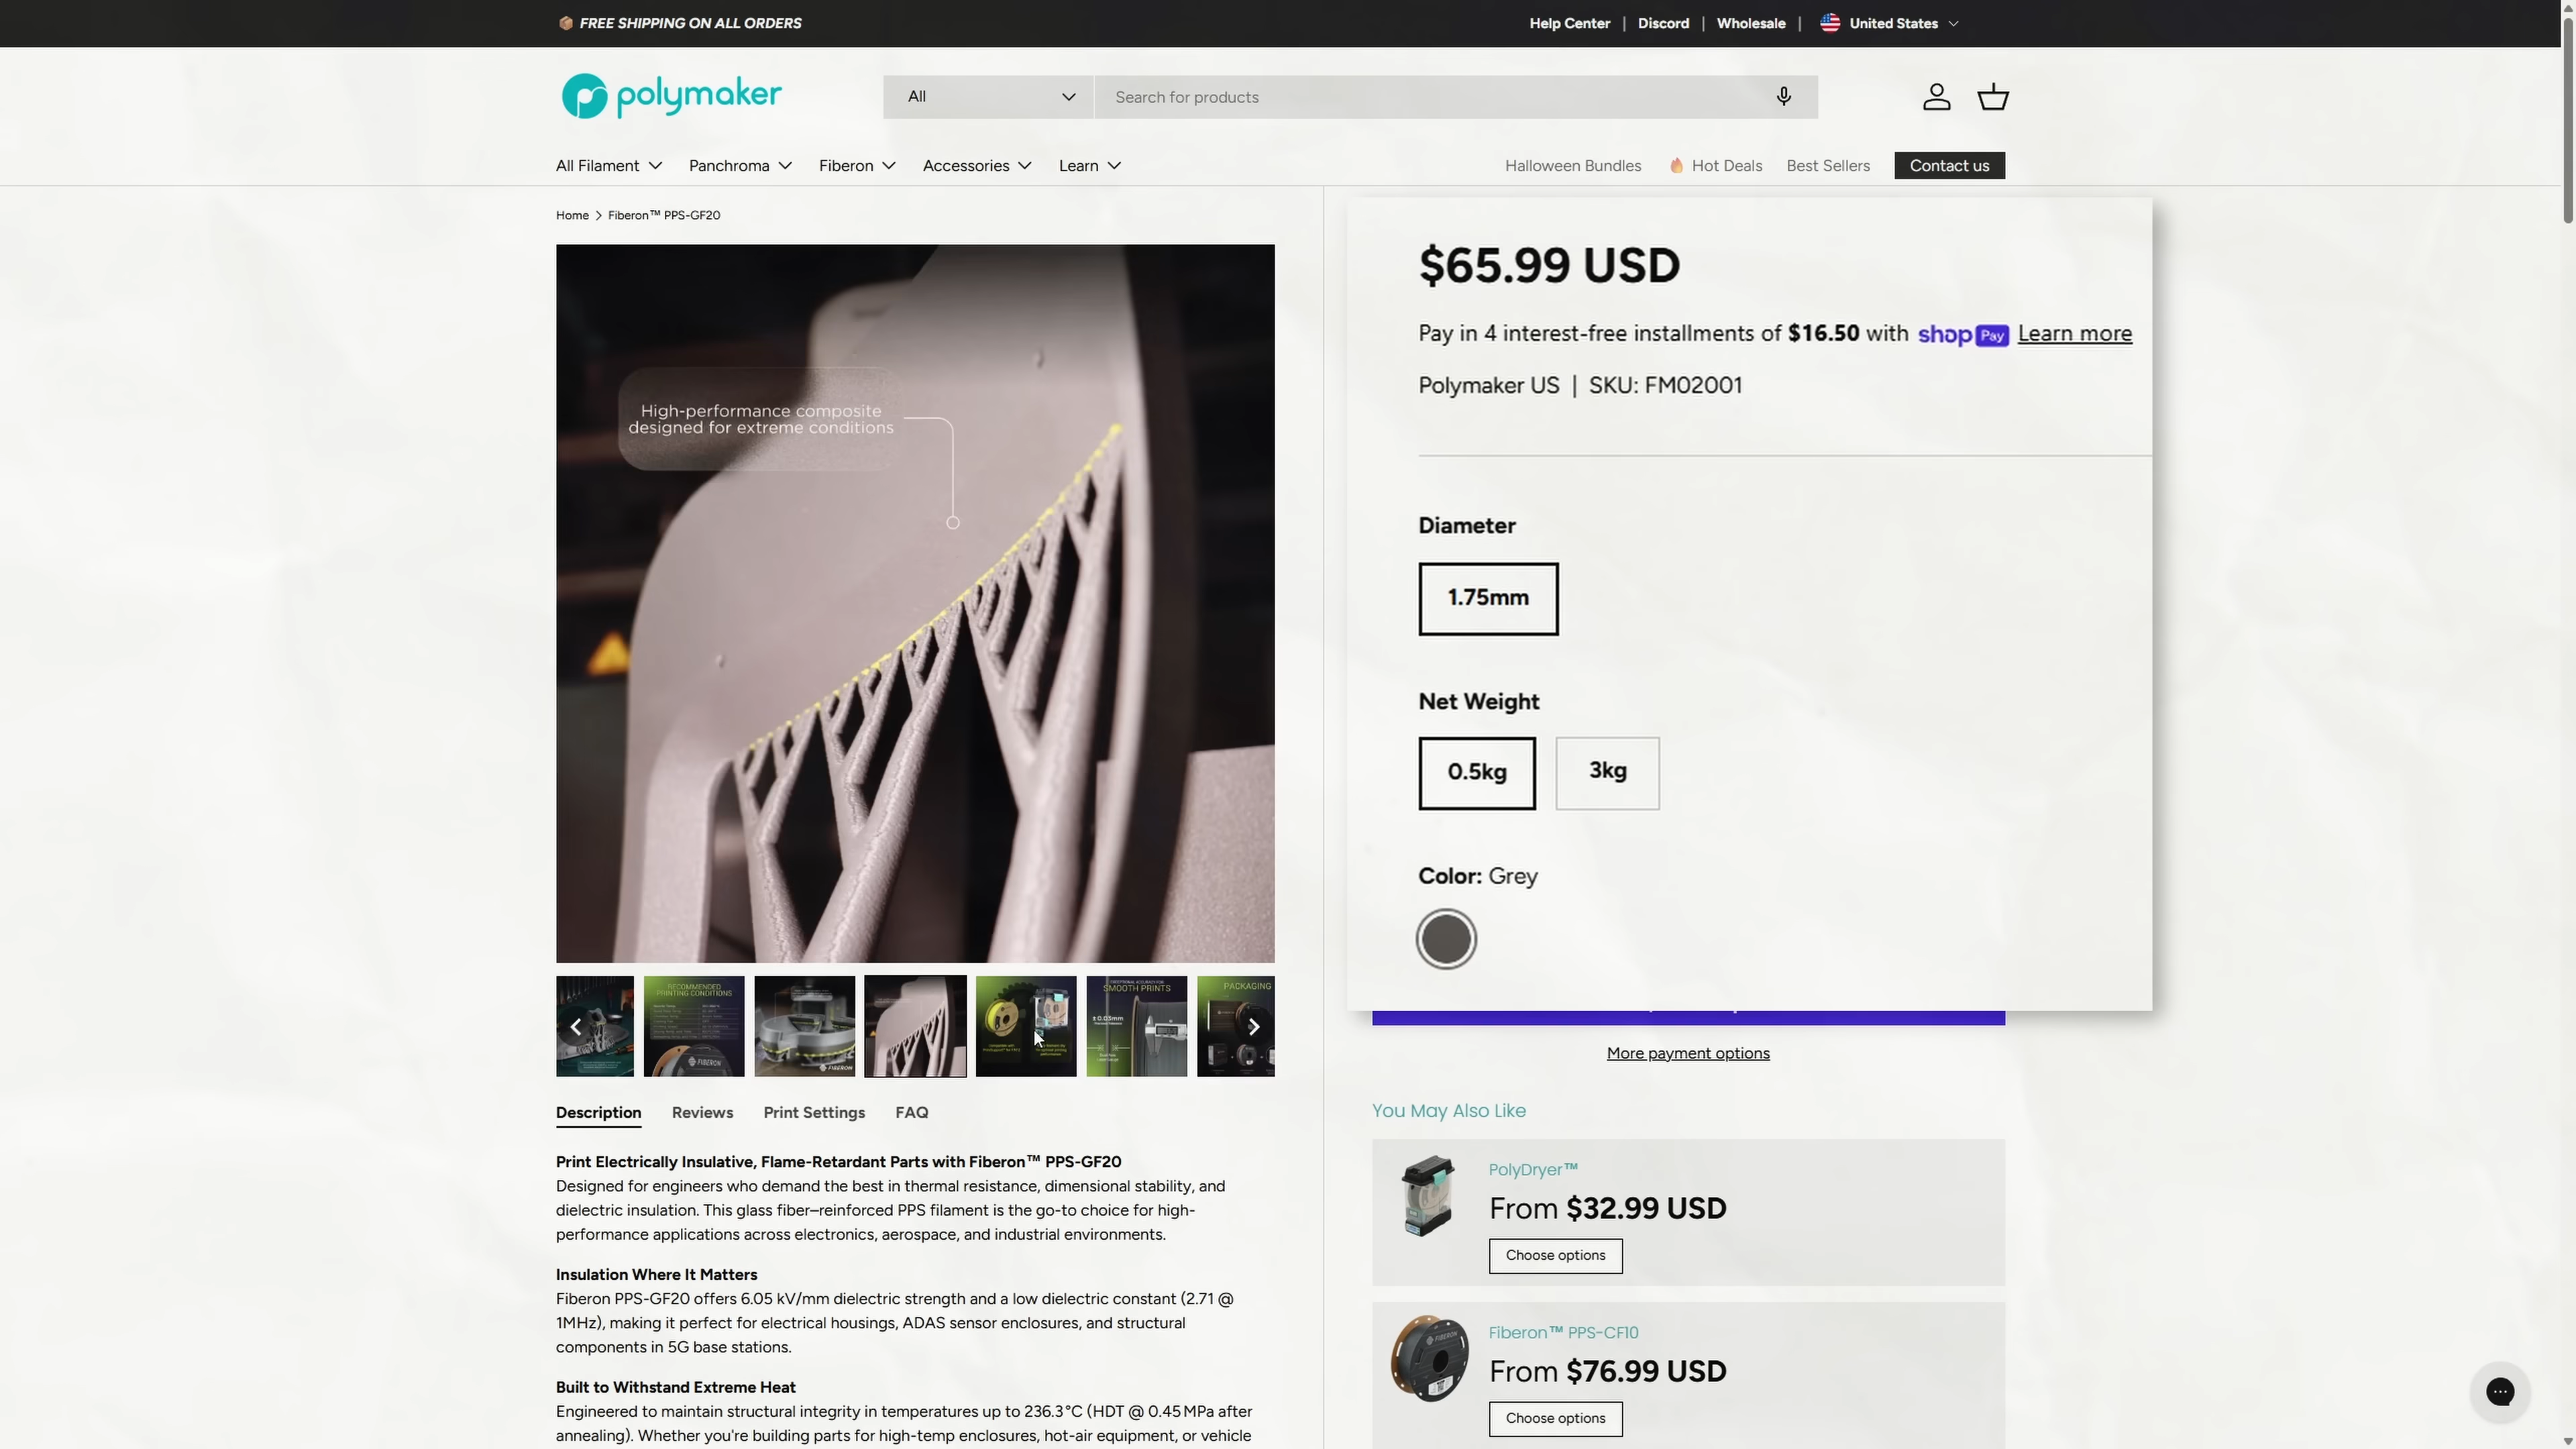 FREE SHIPPING ON ALL ORDERS
Help Center | Discord | Wholesale | United States
polymaker
All
Search for products
All Filament Panchroma Fiberon Accessories Learn
Halloween Bundles Hot Deals Best Sellers Contact us
Home > Fiberon™ PPS-GF20
High-performance composite
designed for extreme conditions
RECOMMENDED
PRINTING CONDITIONS
FIBERON
FIBERON
SMOOTH PRINTS
±0.03mm
PACKAGING
Description Reviews Print Settings FAQ
Print Electrically Insulative, Flame-Retardant Parts with Fiberon™ PPS-GF20
Designed for engineers who demand the best in thermal resistance, dimensional stability, and
dielectric insulation. This glass fiber–reinforced PPS filament is the go-to choice for high-
performance applications across electronics, aerospace, and industrial environments.
Insulation Where It Matters
Fiberon PPS-GF20 offers 6.05 kV/mm dielectric strength and a low dielectric constant (2.71 @
1MHz), making it perfect for electrical housings, ADAS sensor enclosures, and structural
components in 5G base stations.
Built to Withstand Extreme Heat
Engineered to maintain structural integrity in temperatures up to 236.3°C (HDT @ 0.45 MPa after
annealing). Whether you're building parts for high-temp enclosures, hot-air equipment, or vehicle
$65.99 USD
Pay in 4 interest-free installments of $16.50 with shop Pay Learn more
Polymaker US | SKU: FM02001
Diameter
1.75mm
Net Weight
0.5kg 3kg
Color: Grey
More payment options
You May Also Like
PolyDryer™
From $32.99 USD
Choose options
FIBERON
Fiberon™ PPS-CF10
From $76.99 USD
Choose options